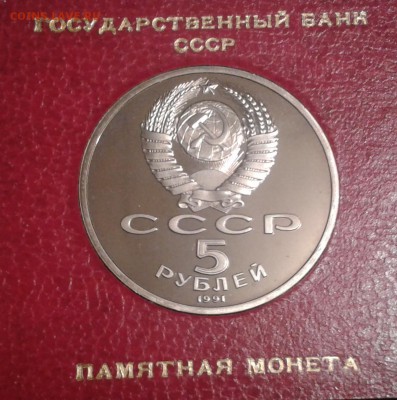 ГОСУДАРСТВЕННЫЙ БАНК
СССР
СССР
5
РУБЛЕЙ
1991
ПАМЯТНАЯ МОНЕТА